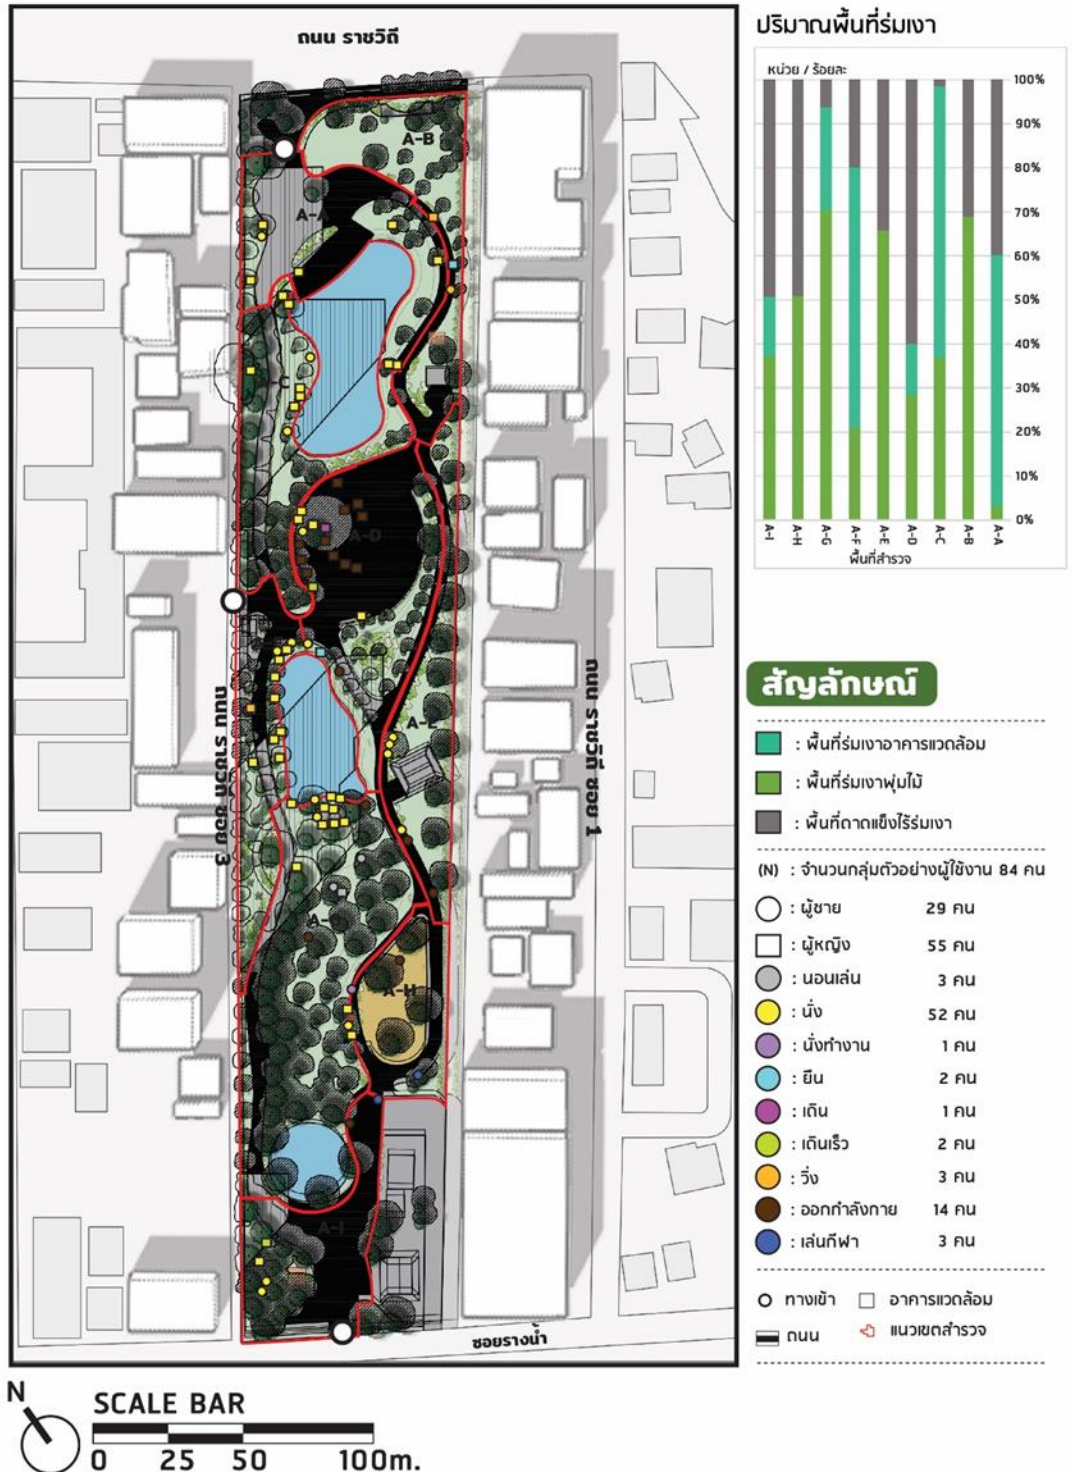 ถนน ราชวิถี
A-B
A-A
A-C
A-D
A-E
A-H
A-I
ถนน ราชวิถี ซอย 3
ถนน ราชวิถี ซอย 1
ซอยรางน้ำ
N
SCALE BAR
0 25 50 100m.
ปริมาณพื้นที่ร่มเงา
หน่วย / ร้อยละ
100%
90%
80%
70%
60%
50%
40%
30%
20%
10%
0%
A-I A-H A-G A-F A-E A-D A-C A-B A-A
พื้นที่สำรวจ
สัญลักษณ์
: พื้นที่ร่มเงาอาคารแวดล้อม
: พื้นที่ร่มเงาพุ่มไม้
: พื้นที่ดาดแข็งไร้ร่มเงา
(N) : จำนวนกลุ่มตัวอย่างผู้ใช้งาน 84 คน
: ผู้ชาย 29 คน
: ผู้หญิง 55 คน
: นอนเล่น 3 คน
: นั่ง 52 คน
: นั่งทำงาน 1 คน
: ยืน 2 คน
: เดิน 1 คน
: เดินเร็ว 2 คน
: วิ่ง 3 คน
: ออกกำลังกาย 14 คน
: เล่นกีฬา 3 คน
ทางเข้า อาคารแวดล้อม
ถนน แนวเขตสำรวจ